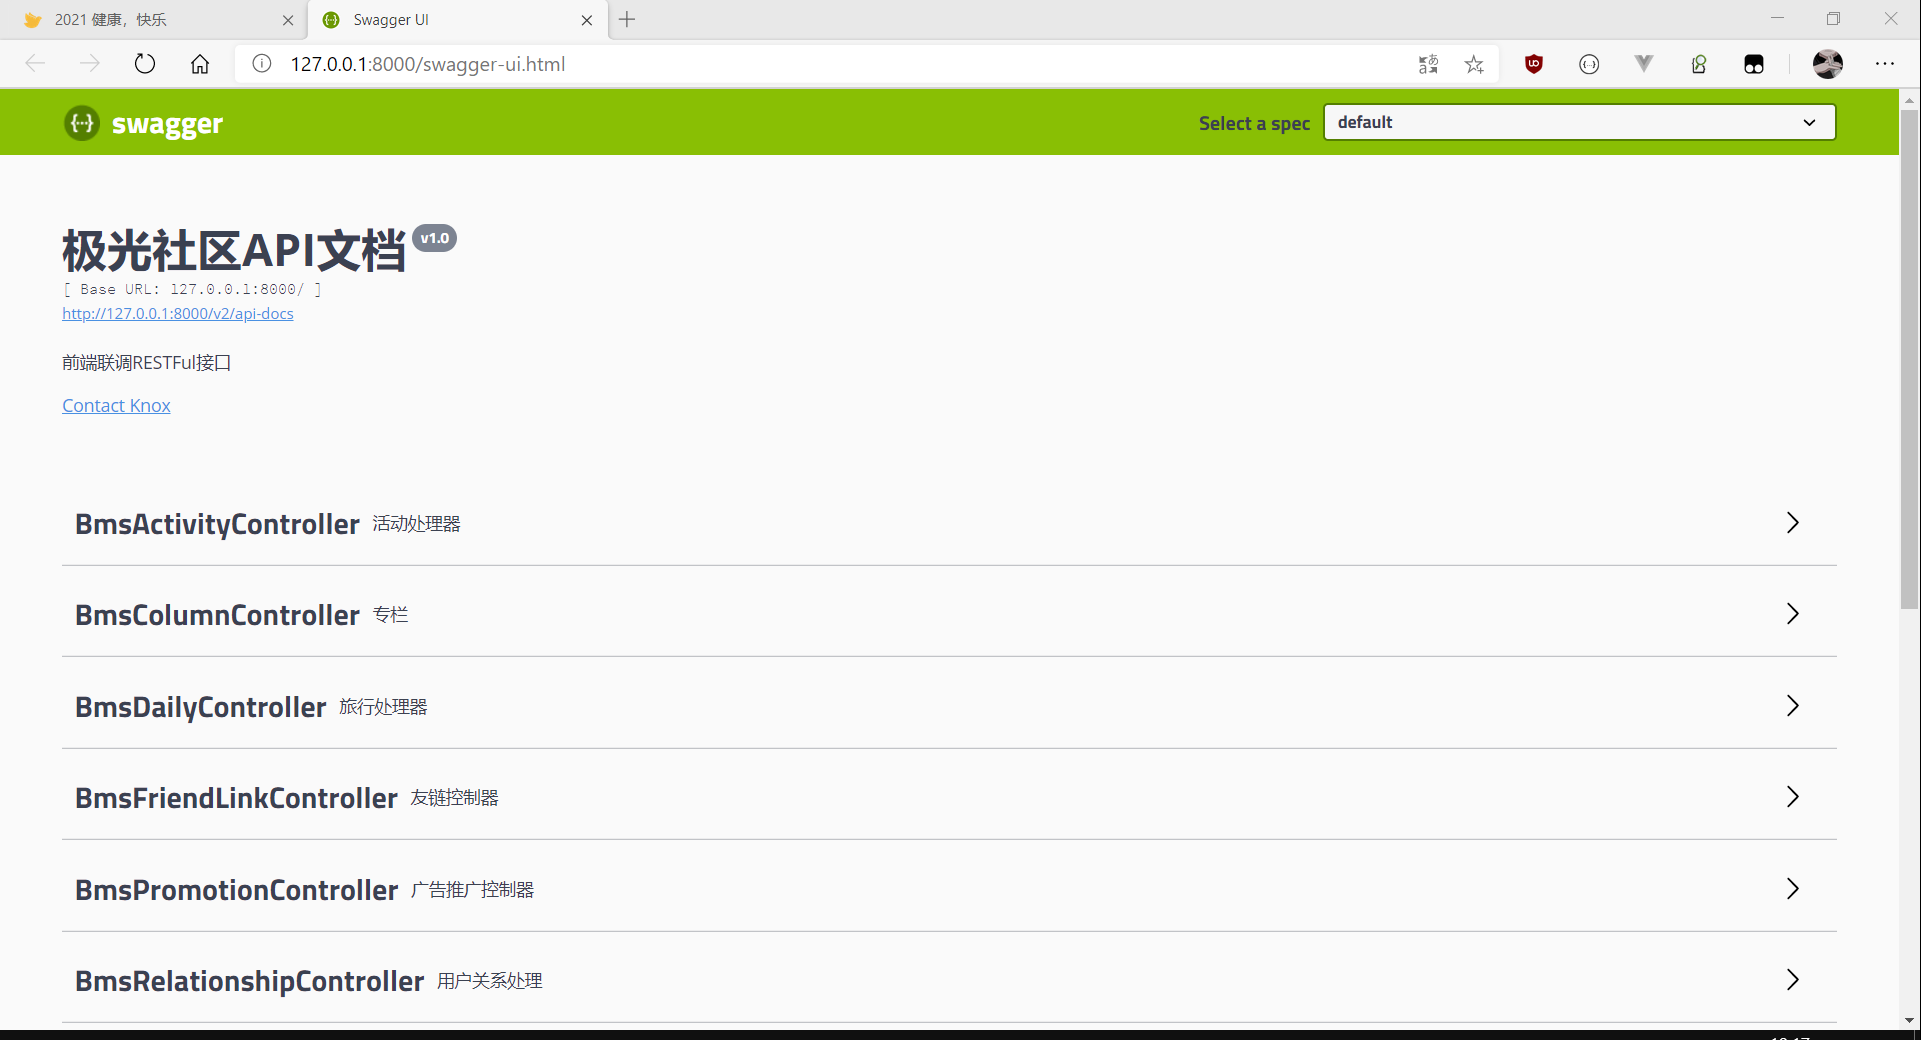 2021 健康，快乐
Swagger UI
127.0.0.1:8000/swagger-ui.html
swagger
Select a spec
default
极光社区API文档 v1.0
[ Base URL: 127.0.0.1:8000/ ]
http://127.0.0.1:8000/v2/api-docs
前端联调RESTFul接口
Contact Knox
BmsActivityController 活动处理器
BmsColumnController 专栏
BmsDailyController 旅行处理器
BmsFriendLinkController 友链控制器
BmsPromotionController 广告推广控制器
BmsRelationshipController 用户关系处理